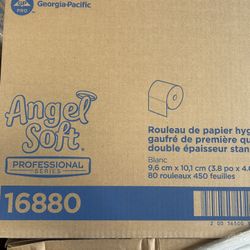 GP
PRO
Georgia-Pacific
Angel
Soft
PROFESSIONAL
SERIES
Rouleau de papier hyg
gaufré de première qu
double épaisseur stan
Blanc
9,6 cm x 10,1 cm (3.8 po x 4.
80 rouleaux 450 feuilles
16880